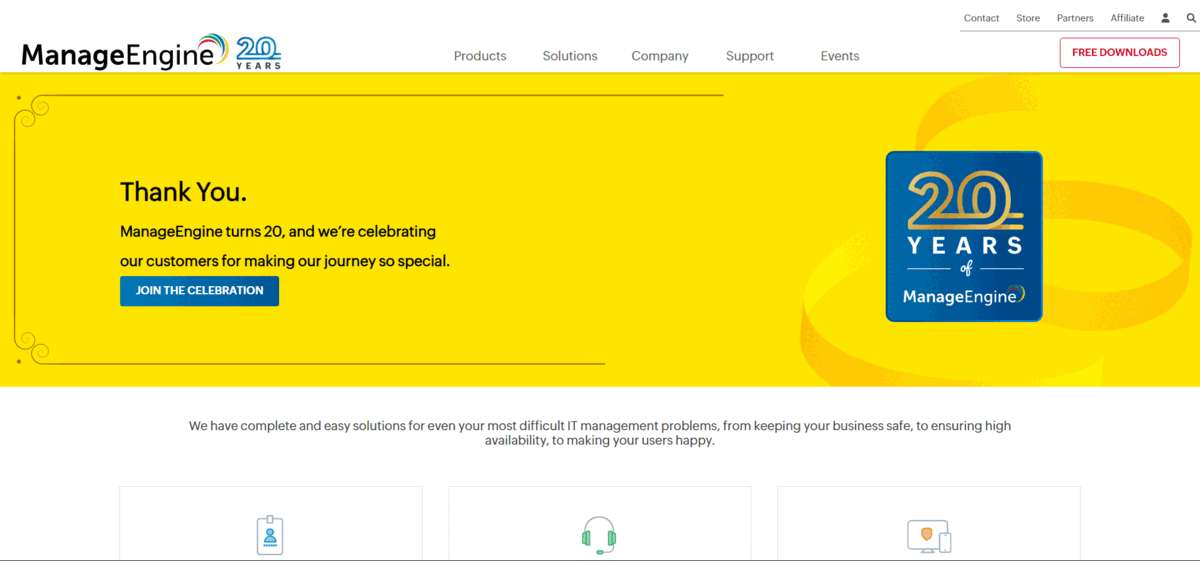 Contact Store Partners Affiliate
ManageEngine 20 YEARS
Products Solutions Company Support Events
FREE DOWNLOADS
Thank You.
ManageEngine turns 20, and we're celebrating
our customers for making our journey so special.
JOIN THE CELEBRATION
20
YEARS
of
ManageEngine
We have complete and easy solutions for even your most difficult IT management problems, from keeping your business safe, to ensuring high
availability, to making your users happy.